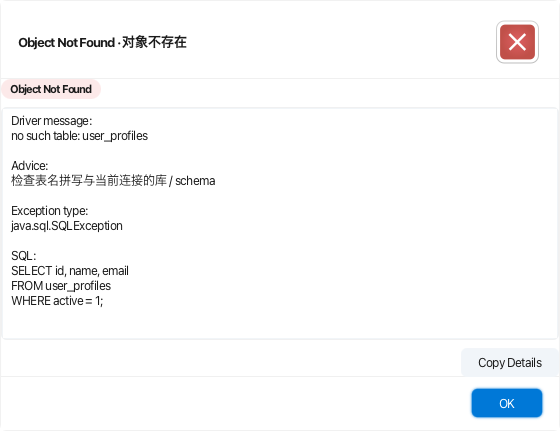 Object Not Found · 对象不存在
Object Not Found
Driver message:
no such table: user_profiles
Advice:
检查表名拼写与当前连接的库 / schema
Exception type:
java.sql.SQLException
SQL:
SELECT id, name, email
FROM user_profiles
WHERE active = 1;
Copy Details
OK